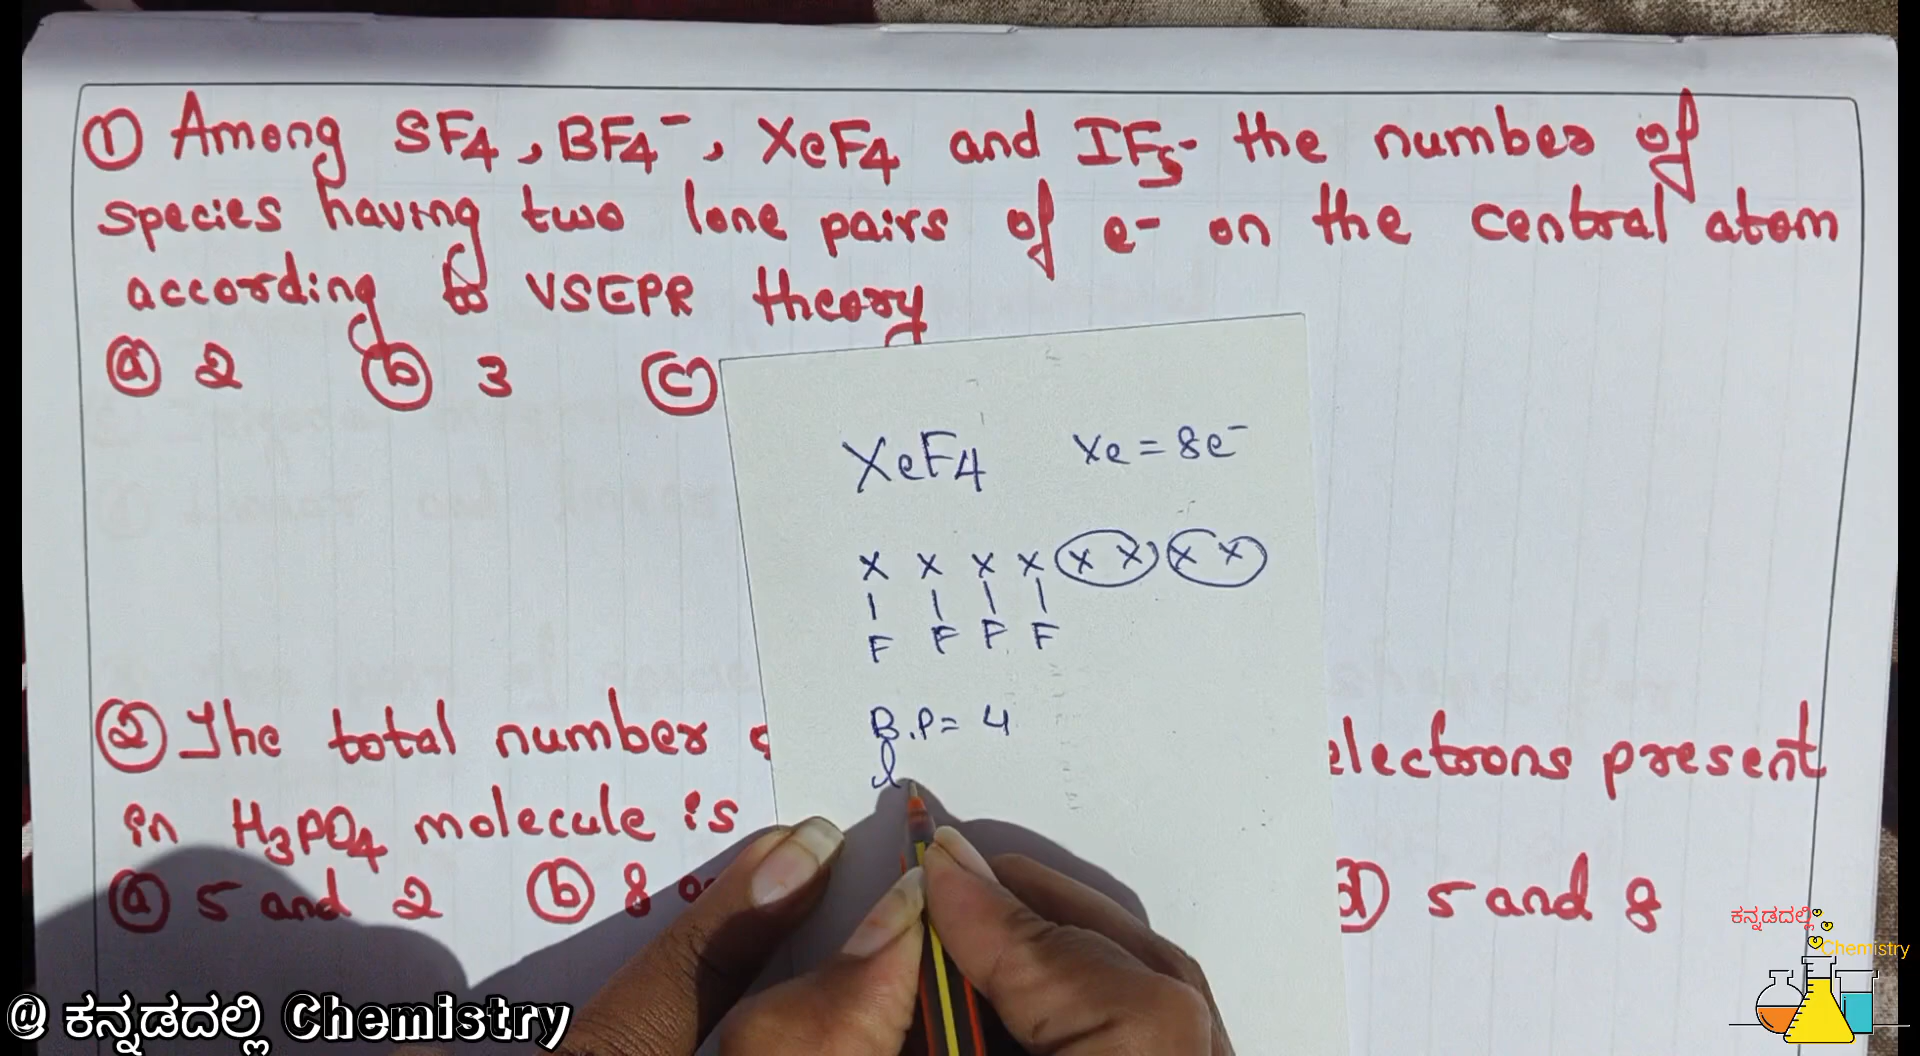 ① Among SF4, BF4⁻, XeF4 and IF5⁻ the number of
species having two lone pairs of e⁻ on the central atom
according to VSEPR theory
ⓐ 2 ⓑ 3 ⓒ
XeF4 Xe = 8e⁻
X X X X X X X X
F F F F
B.P = 4
l
② The total number electrons present
in H3PO4 molecule is
ⓐ 5 and 2 ⓑ 8 ⓓ 5 and 8
ಕನ್ನಡದಲ್ಲಿ
Chemistry
@ ಕನ್ನಡದಲ್ಲಿ Chemistry